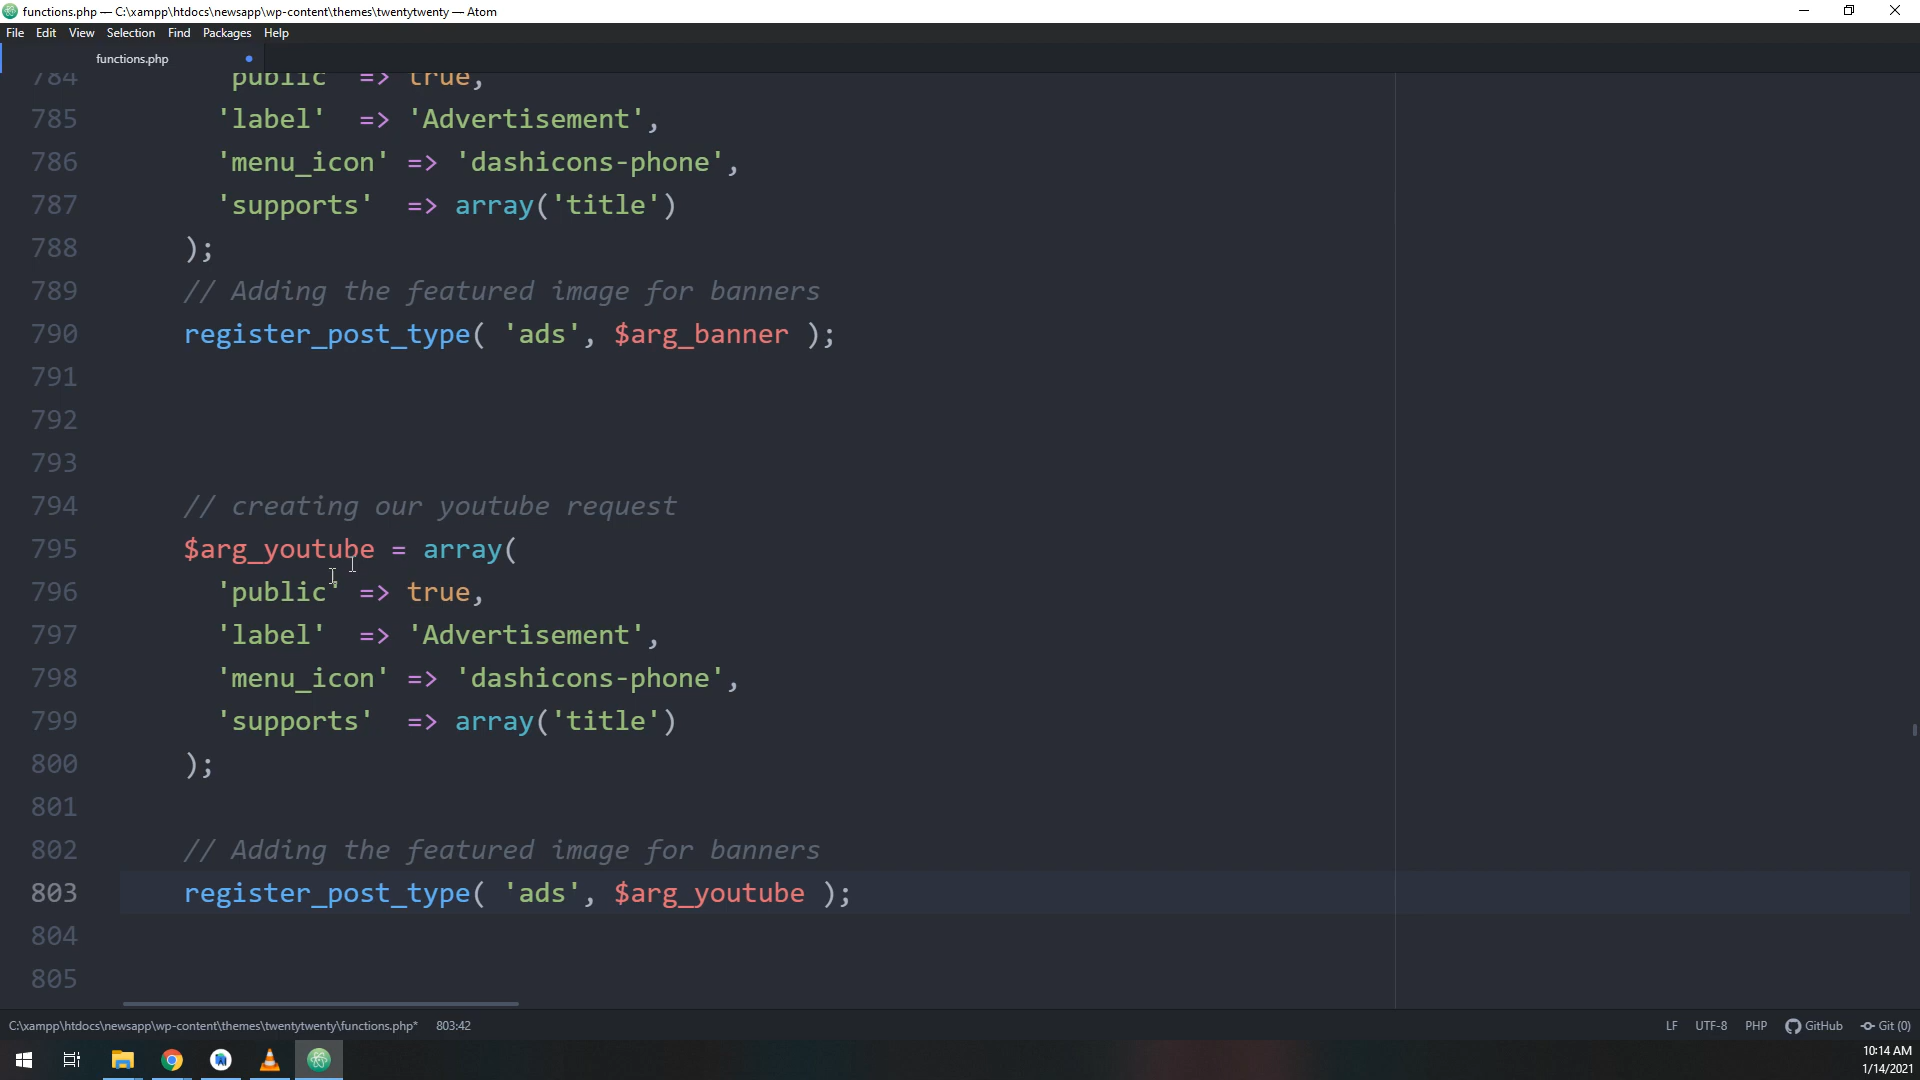 functions.php — C:\xampp\htdocs\newsapp\wp-content\themes\twentytwenty — Atom
File Edit View Selection Find Packages Help
functions.php
784 'public' => true,
785 'label' => 'Advertisement',
786 'menu_icon' => 'dashicons-phone',
787 'supports' => array('title')
788 );
789 // Adding the featured image for banners
790 register_post_type( 'ads', $arg_banner );
791
792
793
794 // creating our youtube request
795 $arg_youtube = array(
796 'public' => true,
797 'label' => 'Advertisement',
798 'menu_icon' => 'dashicons-phone',
799 'supports' => array('title')
800 );
801
802 // Adding the featured image for banners
803 register_post_type( 'ads', $arg_youtube );
804
805
C:\xampp\htdocs\newsapp\wp-content\themes\twentytwenty\functions.php* 803:42 LF UTF-8 PHP GitHub Git (0)
10:14 AM
1/14/2021